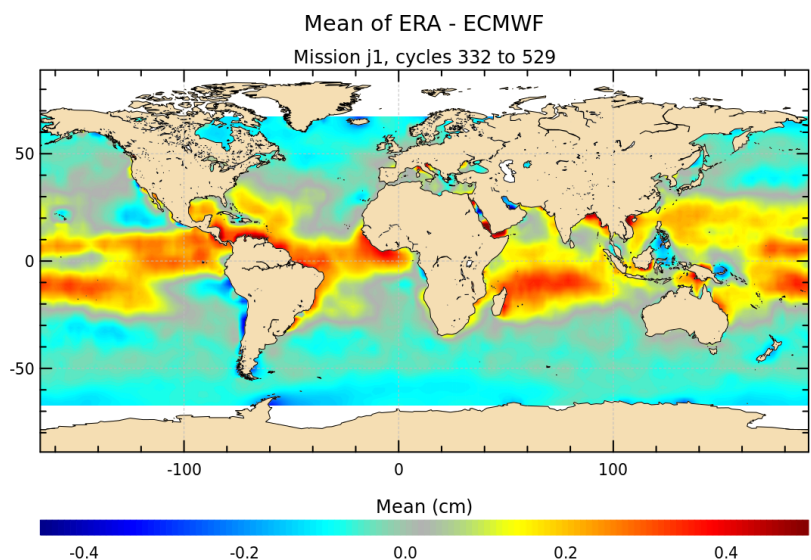 Mean of ERA - ECMWF
Mission j1, cycles 332 to 529
50
0
-50
-100 0 100
Mean (cm)
-0.4 -0.2 0.0 0.2 0.4